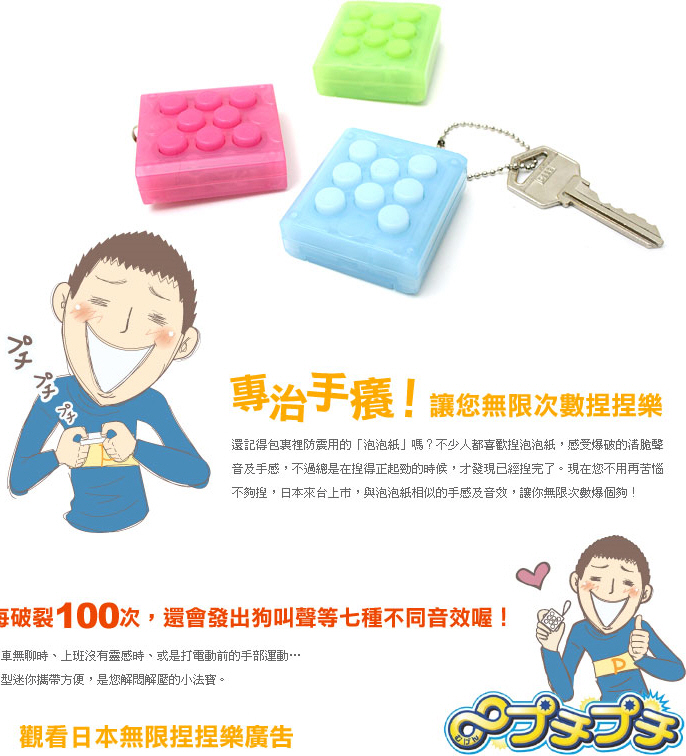 プチ
プチ
プチ
專治手癢！讓您無限次數捏捏樂
還記得包裏裡防震用的「泡泡紙」嗎？不少人都喜歡捏泡泡紙，感受爆破的清脆聲
音及手感，不過總是在捏得正起勁的時候，才發現已經捏完了。現在您不用再苦惱
不夠捏，日本來台上市，與泡泡紙相似的手感及音效，讓你無限次數爆個夠！
每破裂100次，還會發出狗叫聲等七種不同音效喔！
車無聊時、上班沒有靈感時、或是打電動前的手部運動…
型迷你攜帶方便，是您解悶解壓的小法寶。
P
∞プチプチ
むげん
觀看日本無限捏捏樂廣告